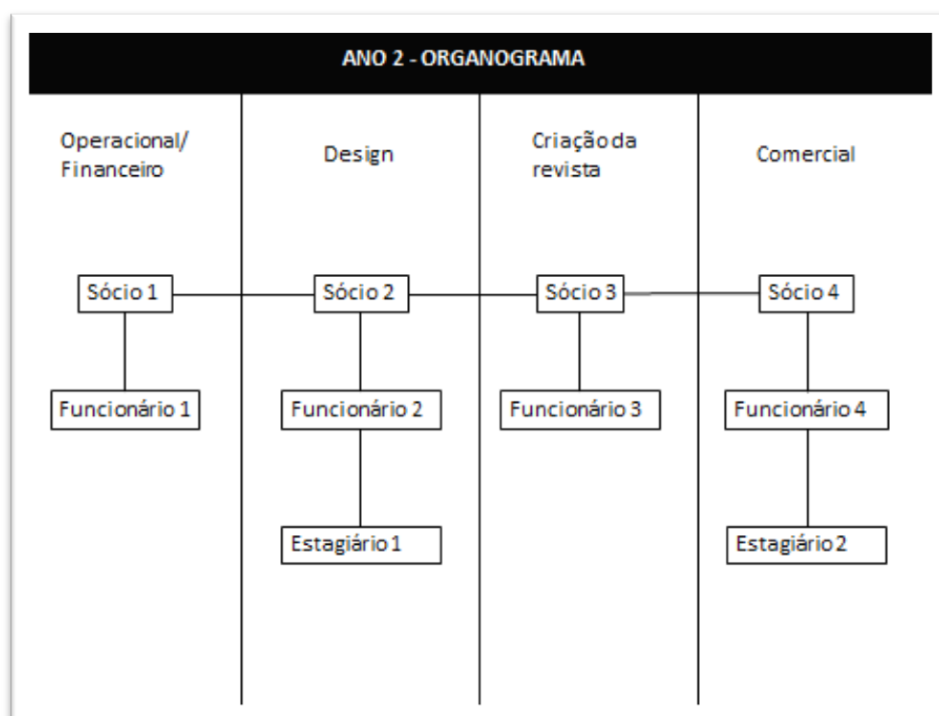 ANO 2 - ORGANOGRAMA
Operacional/
Financeiro
Design
Criação da
revista
Comercial
Sócio 1
Sócio 2
Sócio 3
Sócio 4
Funcionário 1
Funcionário 2
Funcionário 3
Funcionário 4
Estagiário 1
Estagiário 2